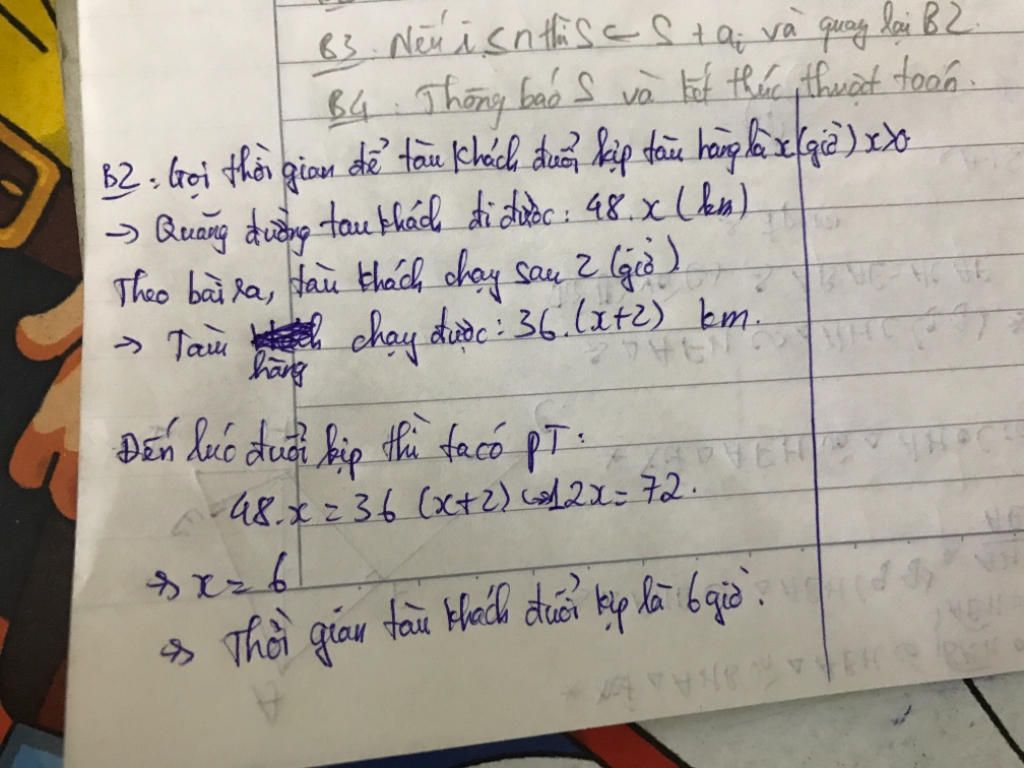 B3. Nếu i ≤ n thì S ← S + ai và quay lại B2.
B4. Thông báo S và kết thúc thuật toán.
B2: Gọi thời gian để tàu khách đuổi kịp tàu hàng là x (giờ) x>0
→ Quãng đường tau khách đi được: 48.x (km)
Theo bài ra, tàu khách chạy sau 2 (giờ)
→ Tàu hàng chạy được: 36.(x+2) km.
Đến lúc đuổi kịp thì ta có pT:
48.x = 36 (x+2) ⇔ 12x = 72.
⇒ x = 6
⇒ Thời gian tàu khách đuổi kịp là 6 giờ.